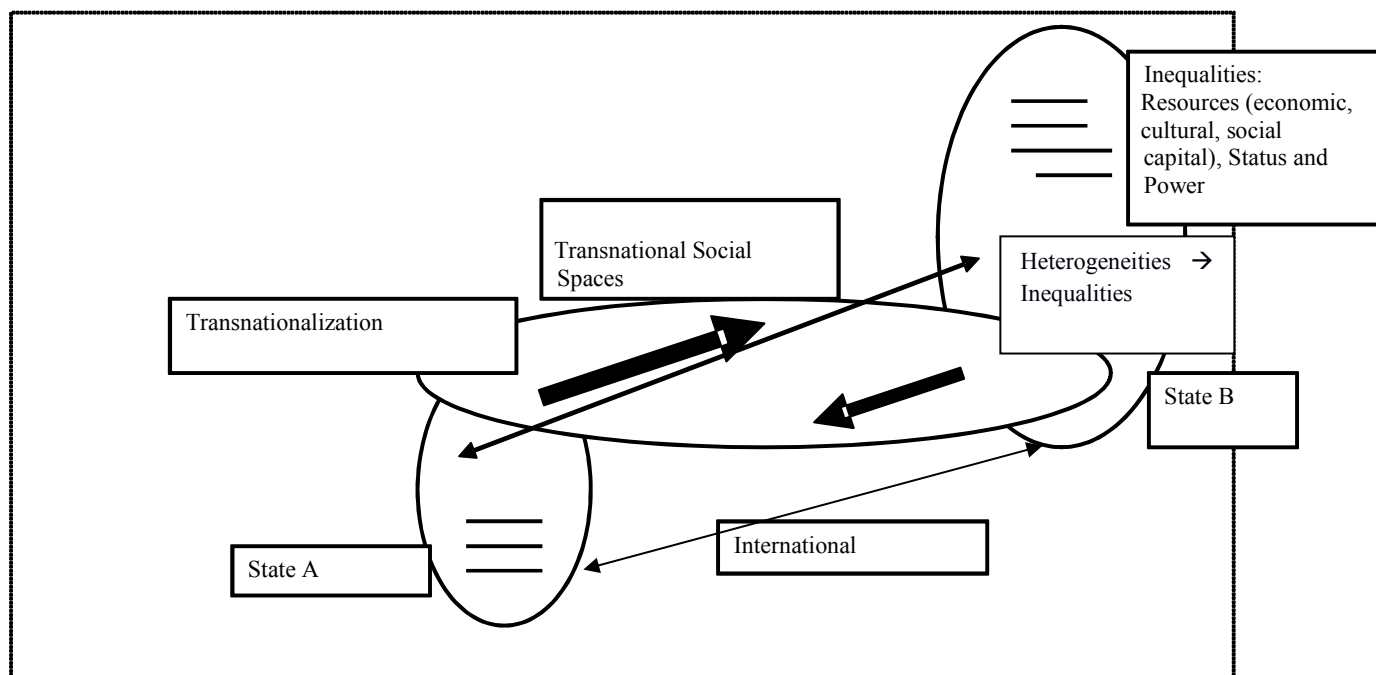 Inequalities:
Resources (economic,
cultural, social
capital), Status and
Power
Transnational Social
Spaces
Heterogeneities →
Inequalities
Transnationalization
State B
International
State A